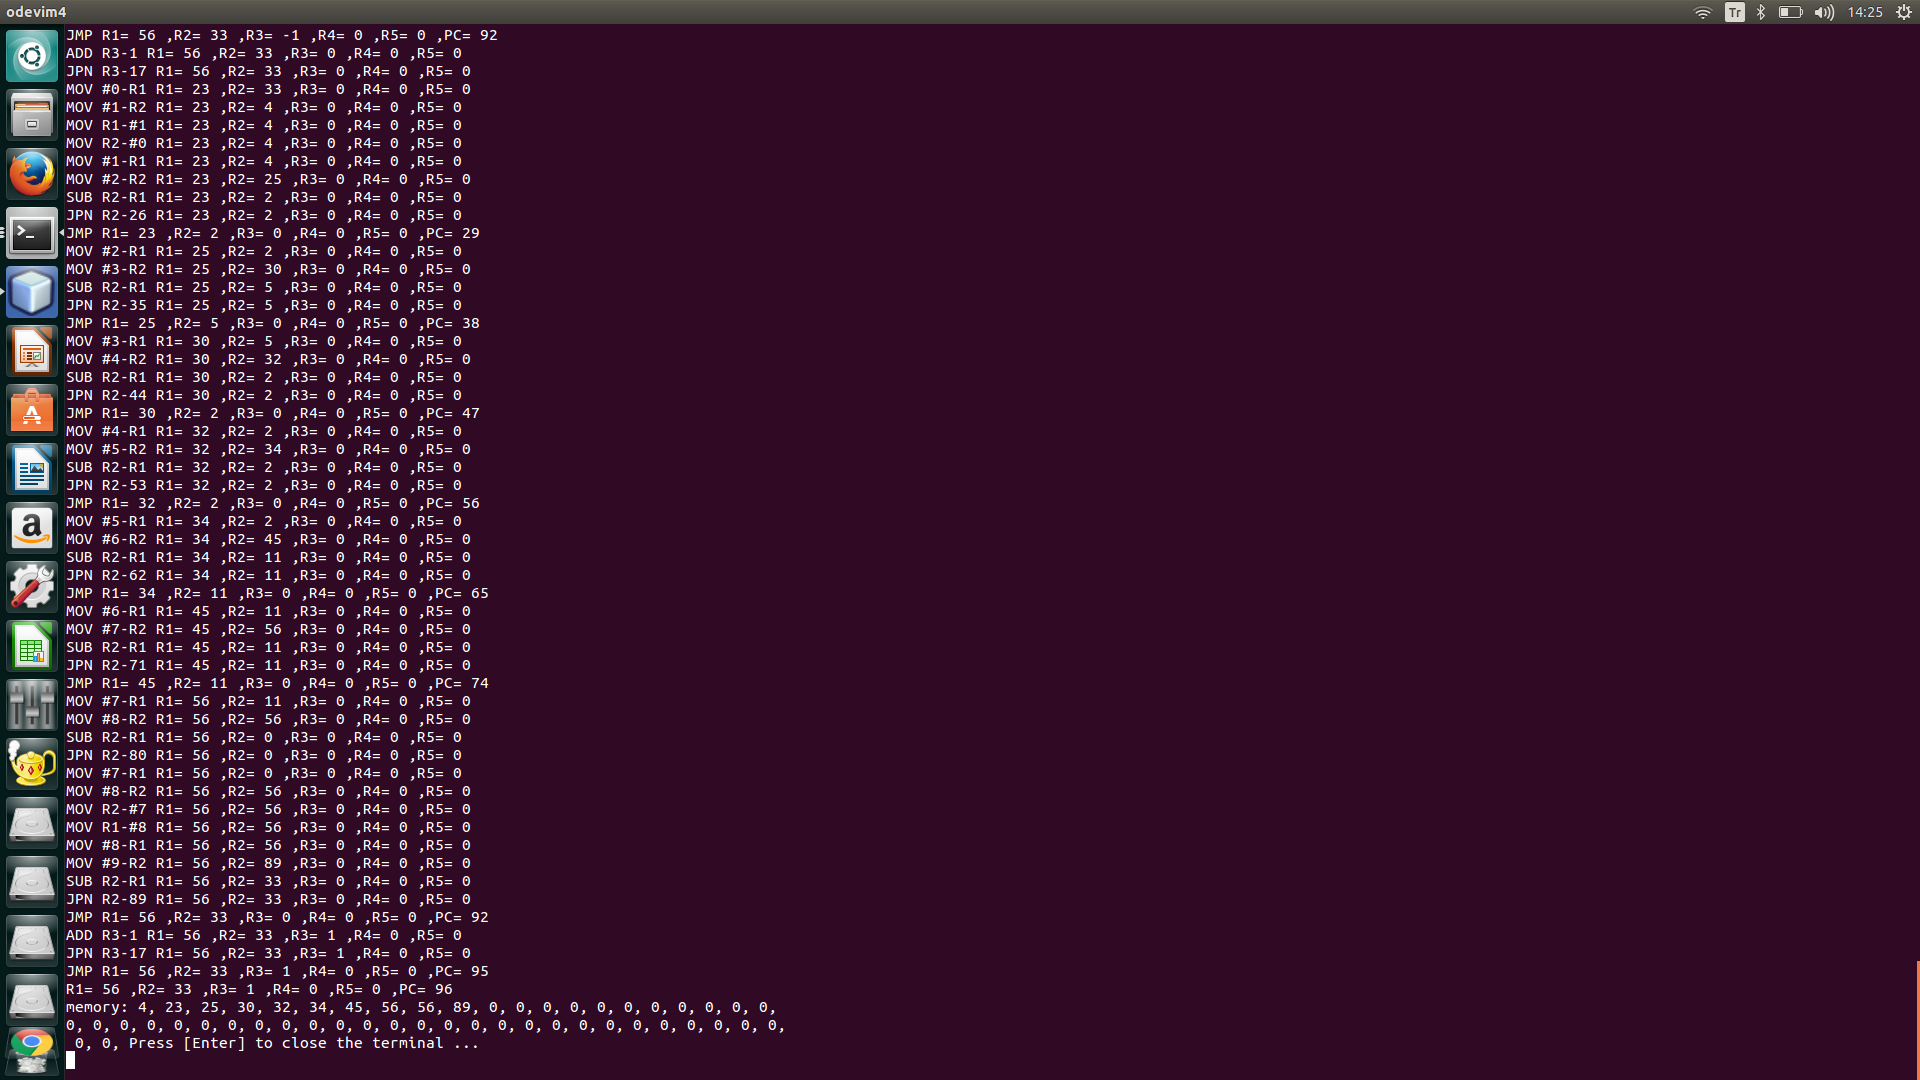 odevim4
Tr
14:25
JMP R1= 56 ,R2= 33 ,R3= -1 ,R4= 0 ,R5= 0 ,PC= 92
ADD R3-1 R1= 56 ,R2= 33 ,R3= 0 ,R4= 0 ,R5= 0
JPN R3-17 R1= 56 ,R2= 33 ,R3= 0 ,R4= 0 ,R5= 0
MOV #0-R1 R1= 23 ,R2= 33 ,R3= 0 ,R4= 0 ,R5= 0
MOV #1-R2 R1= 23 ,R2= 4 ,R3= 0 ,R4= 0 ,R5= 0
MOV R1-#1 R1= 23 ,R2= 4 ,R3= 0 ,R4= 0 ,R5= 0
MOV R2-#0 R1= 23 ,R2= 4 ,R3= 0 ,R4= 0 ,R5= 0
MOV #1-R1 R1= 23 ,R2= 4 ,R3= 0 ,R4= 0 ,R5= 0
MOV #2-R2 R1= 23 ,R2= 25 ,R3= 0 ,R4= 0 ,R5= 0
SUB R2-R1 R1= 23 ,R2= 2 ,R3= 0 ,R4= 0 ,R5= 0
JPN R2-26 R1= 23 ,R2= 2 ,R3= 0 ,R4= 0 ,R5= 0
JMP R1= 23 ,R2= 2 ,R3= 0 ,R4= 0 ,R5= 0 ,PC= 29
MOV #2-R1 R1= 25 ,R2= 2 ,R3= 0 ,R4= 0 ,R5= 0
MOV #3-R2 R1= 25 ,R2= 30 ,R3= 0 ,R4= 0 ,R5= 0
SUB R2-R1 R1= 25 ,R2= 5 ,R3= 0 ,R4= 0 ,R5= 0
JPN R2-35 R1= 25 ,R2= 5 ,R3= 0 ,R4= 0 ,R5= 0
JMP R1= 25 ,R2= 5 ,R3= 0 ,R4= 0 ,R5= 0 ,PC= 38
MOV #3-R1 R1= 30 ,R2= 5 ,R3= 0 ,R4= 0 ,R5= 0
MOV #4-R2 R1= 30 ,R2= 32 ,R3= 0 ,R4= 0 ,R5= 0
SUB R2-R1 R1= 30 ,R2= 2 ,R3= 0 ,R4= 0 ,R5= 0
JPN R2-44 R1= 30 ,R2= 2 ,R3= 0 ,R4= 0 ,R5= 0
JMP R1= 30 ,R2= 2 ,R3= 0 ,R4= 0 ,R5= 0 ,PC= 47
MOV #4-R1 R1= 32 ,R2= 2 ,R3= 0 ,R4= 0 ,R5= 0
MOV #5-R2 R1= 32 ,R2= 34 ,R3= 0 ,R4= 0 ,R5= 0
SUB R2-R1 R1= 32 ,R2= 2 ,R3= 0 ,R4= 0 ,R5= 0
JPN R2-53 R1= 32 ,R2= 2 ,R3= 0 ,R4= 0 ,R5= 0
JMP R1= 32 ,R2= 2 ,R3= 0 ,R4= 0 ,R5= 0 ,PC= 56
MOV #5-R1 R1= 34 ,R2= 2 ,R3= 0 ,R4= 0 ,R5= 0
MOV #6-R2 R1= 34 ,R2= 45 ,R3= 0 ,R4= 0 ,R5= 0
SUB R2-R1 R1= 34 ,R2= 11 ,R3= 0 ,R4= 0 ,R5= 0
JPN R2-62 R1= 34 ,R2= 11 ,R3= 0 ,R4= 0 ,R5= 0
JMP R1= 34 ,R2= 11 ,R3= 0 ,R4= 0 ,R5= 0 ,PC= 65
MOV #6-R1 R1= 45 ,R2= 11 ,R3= 0 ,R4= 0 ,R5= 0
MOV #7-R2 R1= 45 ,R2= 56 ,R3= 0 ,R4= 0 ,R5= 0
SUB R2-R1 R1= 45 ,R2= 11 ,R3= 0 ,R4= 0 ,R5= 0
JPN R2-71 R1= 45 ,R2= 11 ,R3= 0 ,R4= 0 ,R5= 0
JMP R1= 45 ,R2= 11 ,R3= 0 ,R4= 0 ,R5= 0 ,PC= 74
MOV #7-R1 R1= 56 ,R2= 11 ,R3= 0 ,R4= 0 ,R5= 0
MOV #8-R2 R1= 56 ,R2= 56 ,R3= 0 ,R4= 0 ,R5= 0
SUB R2-R1 R1= 56 ,R2= 0 ,R3= 0 ,R4= 0 ,R5= 0
JPN R2-80 R1= 56 ,R2= 0 ,R3= 0 ,R4= 0 ,R5= 0
MOV #7-R1 R1= 56 ,R2= 0 ,R3= 0 ,R4= 0 ,R5= 0
MOV #8-R2 R1= 56 ,R2= 56 ,R3= 0 ,R4= 0 ,R5= 0
MOV R2-#7 R1= 56 ,R2= 56 ,R3= 0 ,R4= 0 ,R5= 0
MOV R1-#8 R1= 56 ,R2= 56 ,R3= 0 ,R4= 0 ,R5= 0
MOV #8-R1 R1= 56 ,R2= 56 ,R3= 0 ,R4= 0 ,R5= 0
MOV #9-R2 R1= 56 ,R2= 89 ,R3= 0 ,R4= 0 ,R5= 0
SUB R2-R1 R1= 56 ,R2= 33 ,R3= 0 ,R4= 0 ,R5= 0
JPN R2-89 R1= 56 ,R2= 33 ,R3= 0 ,R4= 0 ,R5= 0
JMP R1= 56 ,R2= 33 ,R3= 0 ,R4= 0 ,R5= 0 ,PC= 92
ADD R3-1 R1= 56 ,R2= 33 ,R3= 1 ,R4= 0 ,R5= 0
JPN R3-17 R1= 56 ,R2= 33 ,R3= 1 ,R4= 0 ,R5= 0
JMP R1= 56 ,R2= 33 ,R3= 1 ,R4= 0 ,R5= 0 ,PC= 95
R1= 56 ,R2= 33 ,R3= 1 ,R4= 0 ,R5= 0 ,PC= 96
memory: 4, 23, 25, 30, 32, 34, 45, 56, 56, 89, 0, 0, 0, 0, 0, 0, 0, 0, 0, 0, 0,
0, 0, 0, 0, 0, 0, 0, 0, 0, 0, 0, 0, 0, 0, 0, 0, 0, 0, 0, 0, 0, 0, 0, 0, 0, 0, 0,
0, 0, Press [Enter] to close the terminal ...